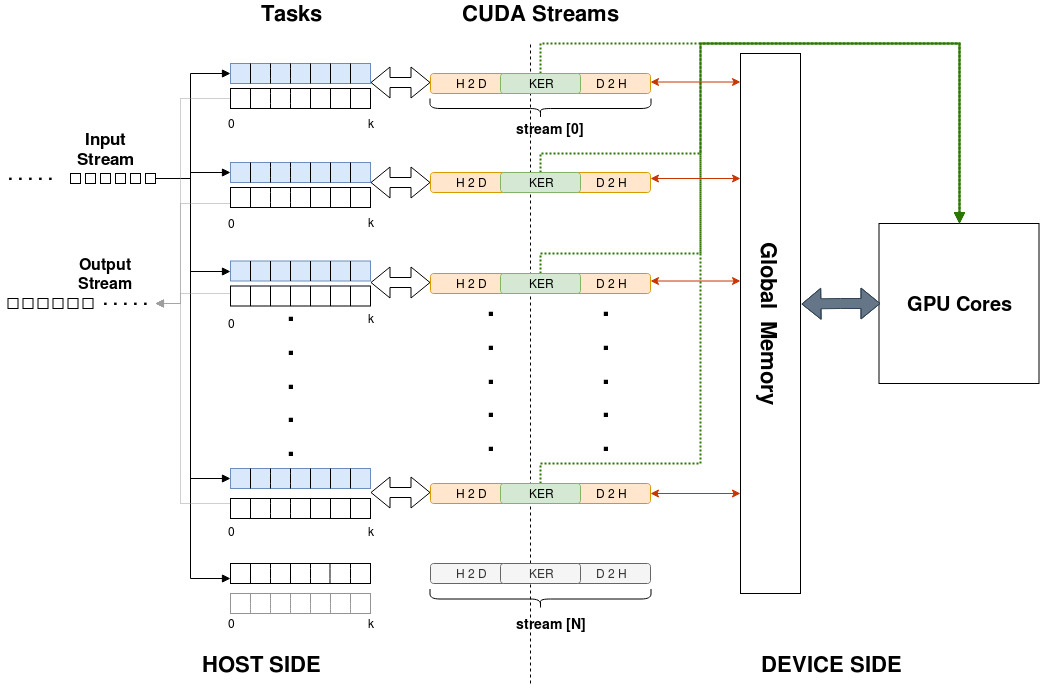 Tasks
CUDA Streams
H 2 D
KER
D 2 H
0
k
stream [0]
Input
Stream
H 2 D
KER
D 2 H
0
k
Output
Stream
H 2 D
KER
D 2 H
0
k
Global Memory
GPU Cores
H 2 D
KER
D 2 H
0
k
H 2 D
KER
D 2 H
0
k
stream [N]
HOST SIDE
DEVICE SIDE